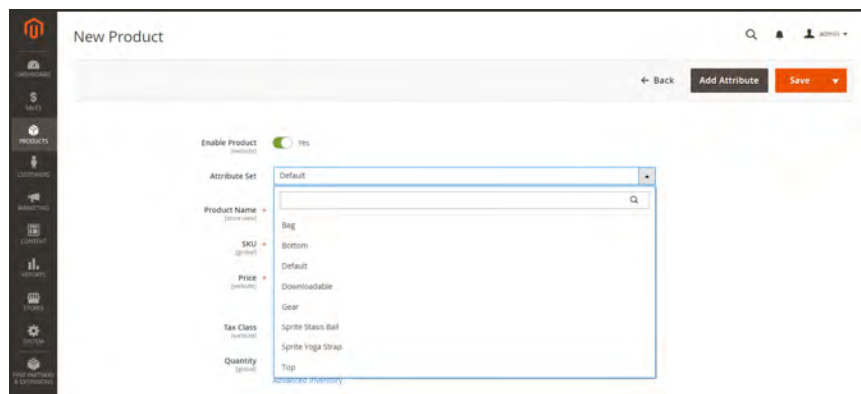 New Product
admin
← Back
Add Attribute
Save
DASHBOARD
SALES
PRODUCTS
CUSTOMERS
MARKETING
CONTENT
REPORTS
STORES
SYSTEM
FIND PARTNERS
& EXTENSIONS
Enable Product
[website]
Yes
Attribute Set
Default
Product Name *
[store view]
SKU *
[global]
Price *
[website]
Tax Class
[website]
Quantity
[global]
Bag
Bottom
Default
Downloadable
Gear
Sprite Stasis Ball
Sprite Yoga Strap
Top
Advanced Inventory